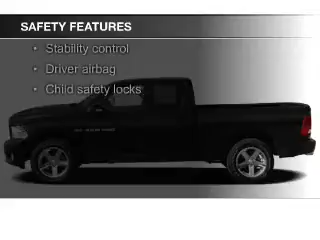 SAFETY FEATURES
• Stability control
• Driver airbag
• Child safety locks